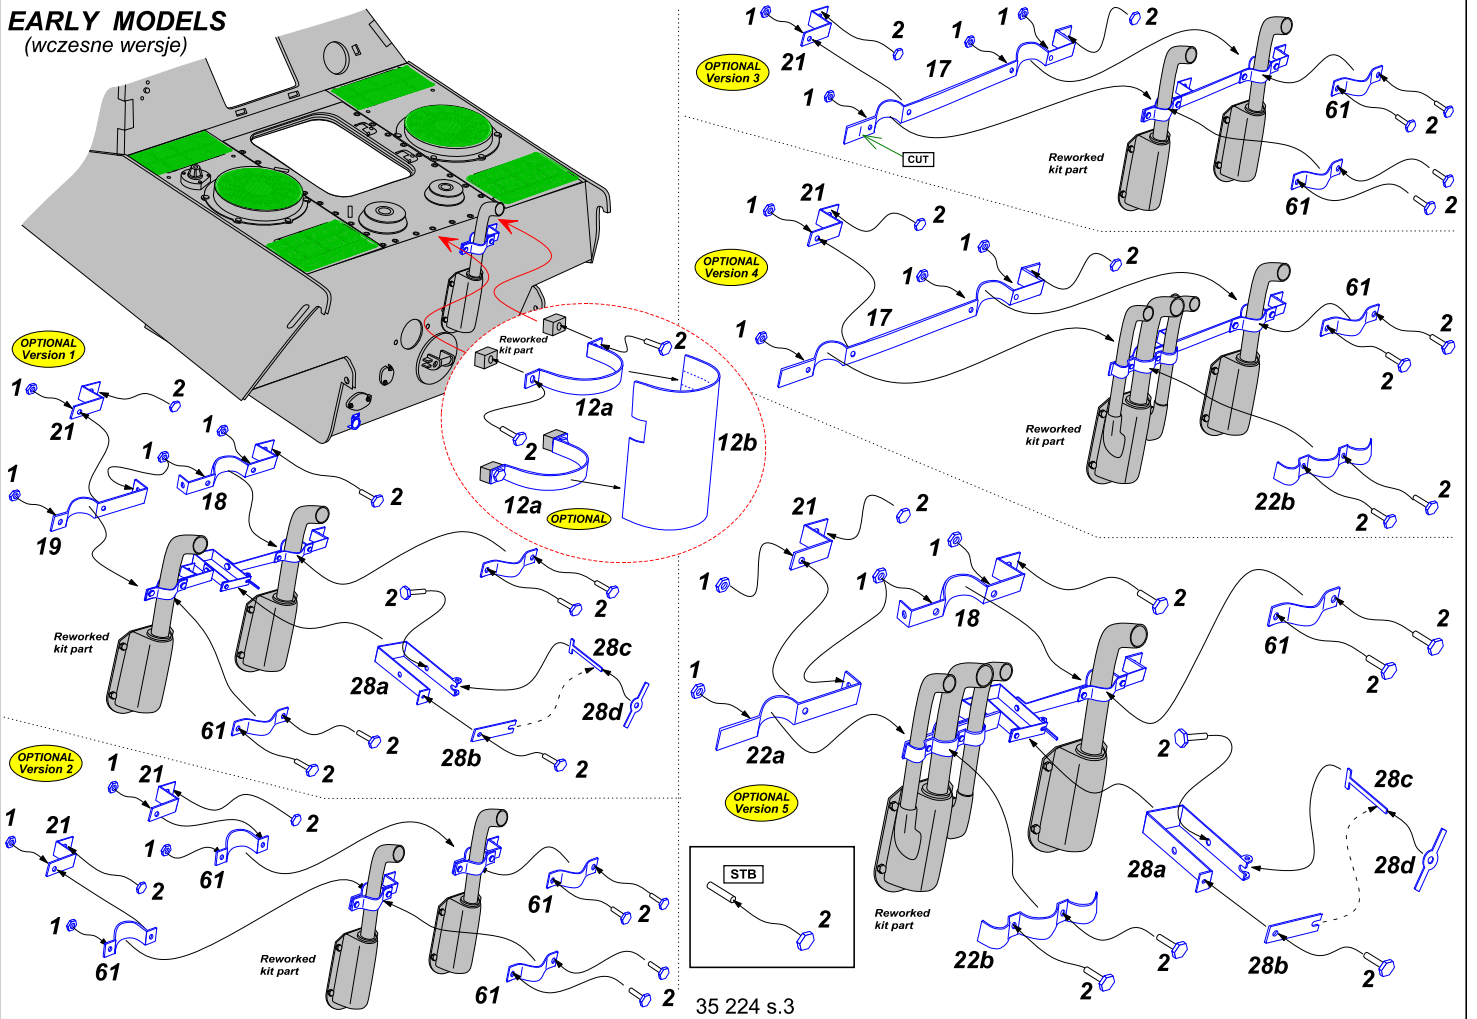 EARLY MODELS
(wczesne wersje)
OPTIONAL
Version 1
1
2
21
1
1
1
18
2
19
Reworked
kit part
2
2
28a
28c
28d
28b
2
61
2
2
Reworked
kit part
2
12a
2
12b
12a
OPTIONAL
OPTIONAL
Version 2
1
21
2
1
21
1
61
2
1
61
61
2
Reworked
kit part
61
2
OPTIONAL
Version 3
1
21
2
1
1
2
17
1
CUT
61
2
Reworked
kit part
61
2
OPTIONAL
Version 4
1
21
2
1
1
2
17
1
61
2
2
Reworked
kit part
22b
2
2
OPTIONAL
Version 5
21
2
1
1
1
18
2
1
22a
61
2
2
2
28c
28a
28d
28b
2
Reworked
kit part
22b
2
2
STB
2
35 224 s.3